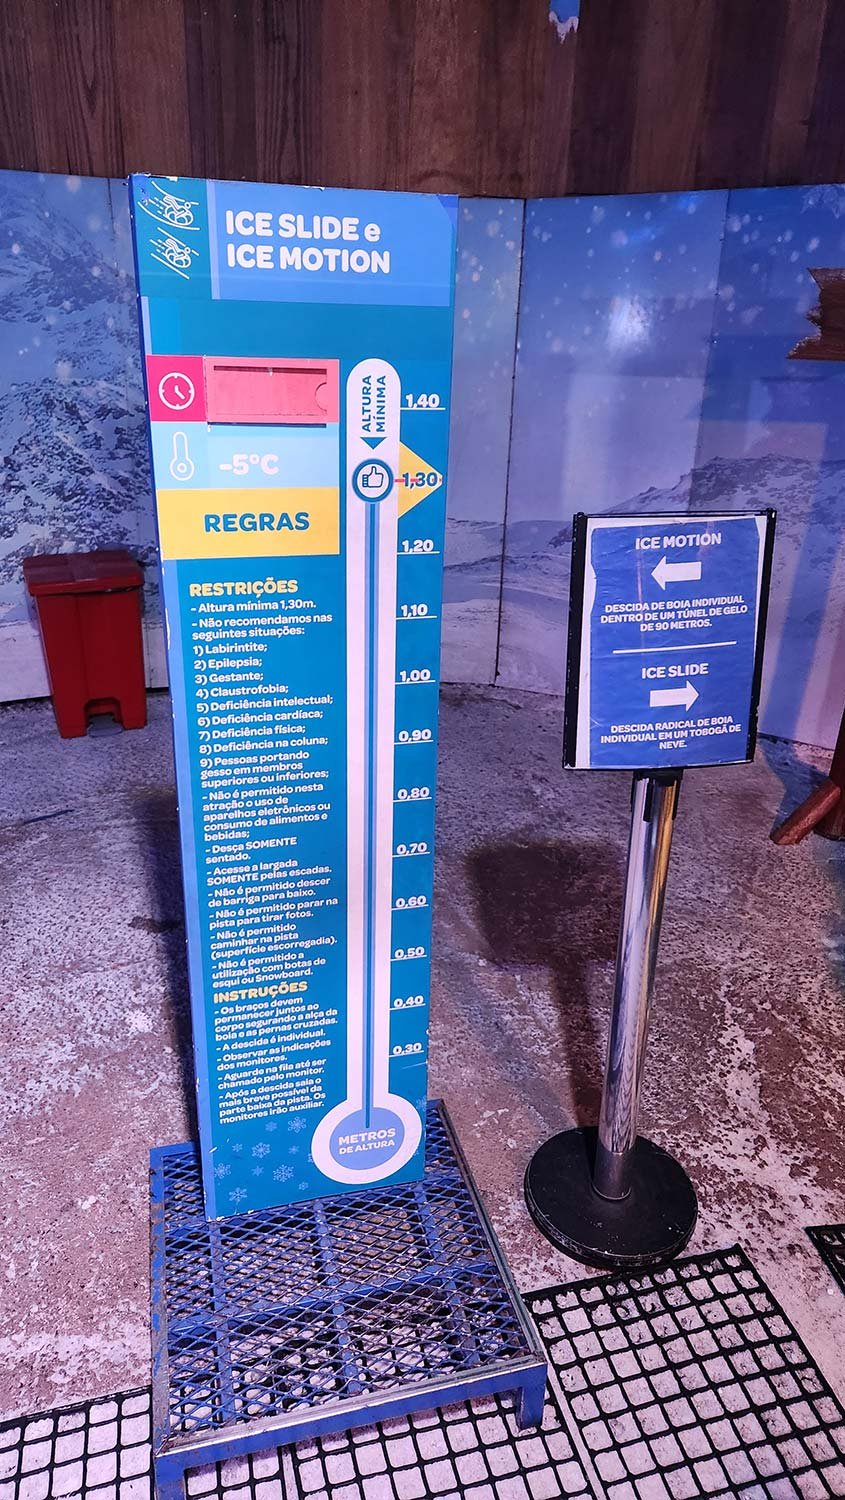 ICE SLIDE e
ICE MOTION
ALTURA
MÍNIMA
-5°C
REGRAS
RESTRIÇÕES
- Altura mínima 1,30m.
- Não recomendamos nas
seguintes situações:
1) Labirintite;
2) Epilepsia;
3) Gestante;
4) Claustrofobia;
5) Deficiência intelectual;
6) Deficiência cardíaca;
7) Deficiência física;
8) Deficiência na coluna;
9) Pessoas portando
gesso em membros
superiores ou inferiores;
- Não é permitido nesta
atração o uso de
aparelhos eletrônicos ou
consumo de alimentos e
bebidas;
- Desça SOMENTE
sentado.
- Acesse a largada
SOMENTE pelas escadas.
- Não é permitido descer
de barriga para baixo.
- Não é permitido parar na
pista para tirar fotos.
- Não é permitido
caminhar na pista
(superfície escorregadia).
- Não é permitido a
utilização com botas de
esqui ou Snowboard.
INSTRUÇÕES
- Os braços devem
permanecer juntos ao
corpo segurando a alça da
boia e as pernas cruzadas.
- A descida é individual.
- Observar as indicações
dos monitores.
- Aguarde na fila até ser
chamado pelo monitor.
- Após a descida saia o
mais breve possível da
parte baixa da pista. Os
monitores irão auxiliar.
1,40
1,30
1,20
1,10
1,00
0,90
0,80
0,70
0,60
0,50
0,40
0,30
METROS
DE ALTURA
ICE MOTION
DESCIDA DE BOIA INDIVIDUAL
DENTRO DE UM TÚNEL DE GELO
DE 90 METROS.
ICE SLIDE
DESCIDA RADICAL DE BOIA
INDIVIDUAL EM UM TOBOGÃ DE
NEVE.